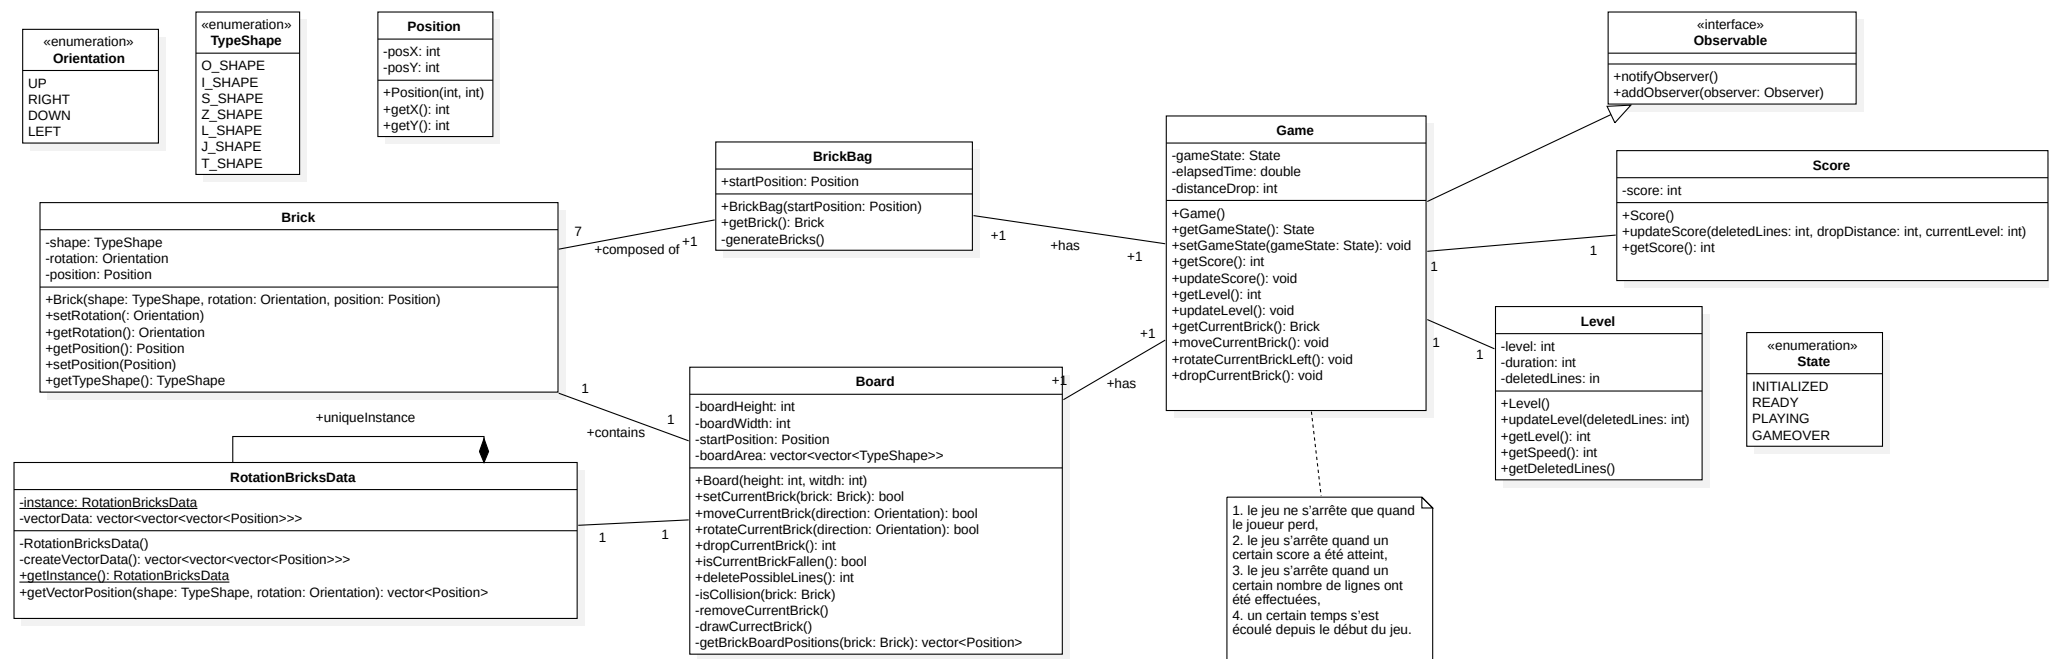 «enumeration»
Orientation
UP
RIGHT
DOWN
LEFT
«enumeration»
TypeShape
O_SHAPE
I_SHAPE
S_SHAPE
Z_SHAPE
L_SHAPE
J_SHAPE
T_SHAPE
Position
-posX: int
-posY: int
+Position(int, int)
+getX(): int
+getY(): int
«interface»
Observable
+notifyObserver()
+addObserver(observer: Observer)
Brick
-shape: TypeShape
-rotation: Orientation
-position: Position
+Brick(shape: TypeShape, rotation: Orientation, position: Position)
+setRotation(: Orientation)
+getRotation(): Orientation
+getPosition(): Position
+setPosition(Position)
+getTypeShape(): TypeShape
7
+composed of
+1
BrickBag
+startPosition: Position
+BrickBag(startPosition: Position)
+getBrick(): Brick
-generateBricks()
+1
+has
+1
Game
-gameState: State
-elapsedTime: double
-distanceDrop: int
+Game()
+getGameState(): State
+setGameState(gameState: State): void
+getScore(): int
+updateScore(): void
+getLevel(): int
+updateLevel(): void
+getCurrentBrick(): Brick
+moveCurrentBrick(): void
+rotateCurrentBrickLeft(): void
+dropCurrentBrick(): void
1
1
Score
-score: int
+Score()
+updateScore(deletedLines: int, dropDistance: int, currentLevel: int)
+getScore(): int
1
1
Level
-level: int
-duration: int
-deletedLines: in
+Level()
+updateLevel(deletedLines: int)
+getLevel(): int
+getSpeed(): int
+getDeletedLines()
«enumeration»
State
INITIALIZED
READY
PLAYING
GAMEOVER
1
+contains
1
+1
+has
+1
Board
-boardHeight: int
-boardWidth: int
-startPosition: Position
-boardArea: vector<vector<TypeShape>>
+Board(height: int, witdh: int)
+setCurrentBrick(brick: Brick): bool
+moveCurrentBrick(direction: Orientation): bool
+rotateCurrentBrick(direction: Orientation): bool
+dropCurrentBrick(): int
+isCurrentBrickFallen(): bool
+deletePossibleLines(): int
-isCollision(brick: Brick)
-removeCurrentBrick()
-drawCurrectBrick()
-getBrickBoardPositions(brick: Brick): vector<Position>
+uniqueInstance
RotationBricksData
-instance: RotationBricksData
-vectorData: vector<vector<vector<Position>>>
-RotationBricksData()
-createVectorData(): vector<vector<vector<Position>>>
+getInstance(): RotationBricksData
+getVectorPosition(shape: TypeShape, rotation: Orientation): vector<Position>
1
1
1. le jeu ne s'arrête que quand
le joueur perd,
2. le jeu s'arrête quand un
certain score a été atteint,
3. le jeu s'arrête quand un
certain nombre de lignes ont
été effectuées,
4. un certain temps s'est
écoulé depuis le début du jeu.